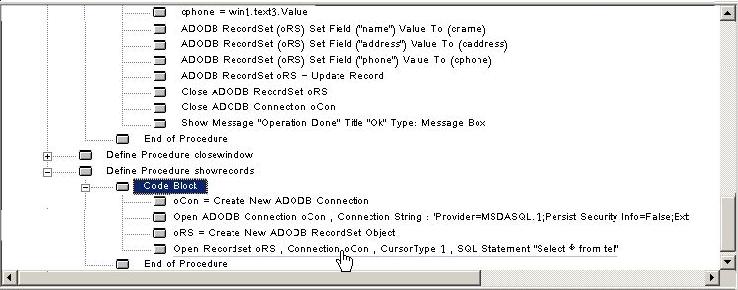 cphone = win1.text3.Value
ADODB RecordSet (oRS) Set Field ("name") Value To (cname)
ADODB RecordSet (oRS) Set Field ("address") Value To (caddress)
ADODB RecordSet (oRS) Set Field ("phone") Value To (cphone)
ADODB RecordSet oRS - Update Record
Close ADODB RecordSet oRS
Close ADODB Connection oCon
Show Message "Operation Done" Title "Ok" Type: Message Box
End of Procedure
Define Procedure closewindow
Define Procedure showrecords
Code Block
oCon = Create New ADODB Connection
Open ADODB Connection oCon , Connection String : 'Provider=MSDASQL.1;Persist Security Info=False;Ext
oRS = Create New ADODB RecordSet Object
Open Recordset oRS , Connection oCon , CursorType 1 , SQL Statement "Select * from tel"
End of Procedure